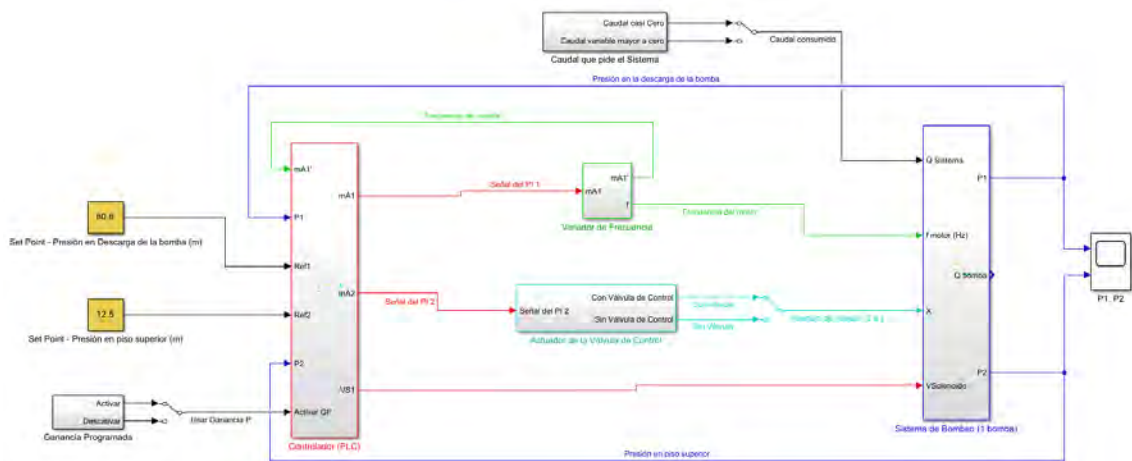 Caudal casi Cero
Caudal variable mayor a cero
Caudal que pide el Sistema
Caudal consumido
Presión en la descarga de la bomba
mA1'
P1
Ref1
Ref2
P2
Activar GP
mA1
mA2
VS1
Controlador (PLC)
Set Point - Presión en Descarga de la bomba (m)
12.5
Set Point - Presión en piso superior (m)
Activar
Ganancia Programada
Usar Ganancia P
Señal del PI 1
mA1
mA1'
f
Variador de Frecuencia
Frecuencia del motor
Señal del PI 2
Señal del PI 2
Con Válvula de Control
Sin Válvula de Control
Sin Válvula
Actuador de la Válvula de Control
Q Sistema
f motor (Hz)
X
VSolenoide
P1
Q bomba
P2
Sistema de Bombeo (1 bomba)
P1, P2
Presión en piso superior